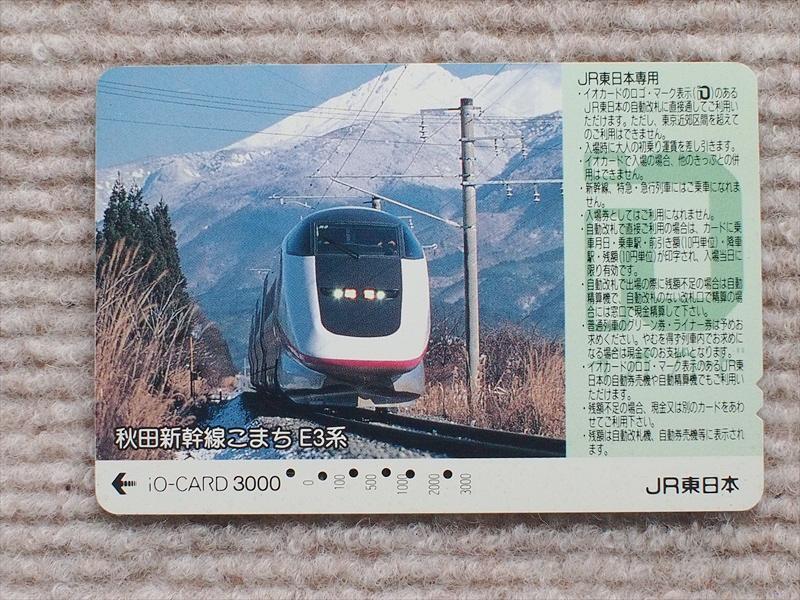 JR東日本専用
・イオカードのロゴ・マーク表示(iO)のある
JR東日本の自動改札に直接通してご利用い
ただけます。ただし、東京近郊区間を超えて
のご利用はできません。
・入場時に大人の初乗り運賃を差し引きます。
・イオカードで入場の場合、他のきっぷとの併
用はできません。
・新幹線、特急・急行列車にはご乗車になれま
せん。
・入場券としてはご利用になれません。
・自動改札で直接ご利用の場合は、カードに乗
車月日・乗車駅・前引き額(10円単位)・降車
駅・残額(10円単位)が印字され、入場当日に
限り有効です。
・自動改札で出場の際に残額不足の場合は自動
精算機で、自動改札のない改札口で精算の場
合には窓口で現金精算して下さい。
・普通列車のグリーン券・ライナー券は予めお
求めください。やむを得ず列車内でお求めに
なる場合は現金でのお支払いとなります。
・イオカードのロゴ・マーク表示のあるJR東
日本の自動券売機や自動精算機でもご利用い
ただけます。
・残額不足の場合、現金又は別のカードをあわ
せてご利用下さい。
・残額は自動改札機、自動券売機等に表示され
ます。
秋田新幹線こまち E3系
iO-CARD 3000
0
100
500
1000
2000
3000
JR東日本